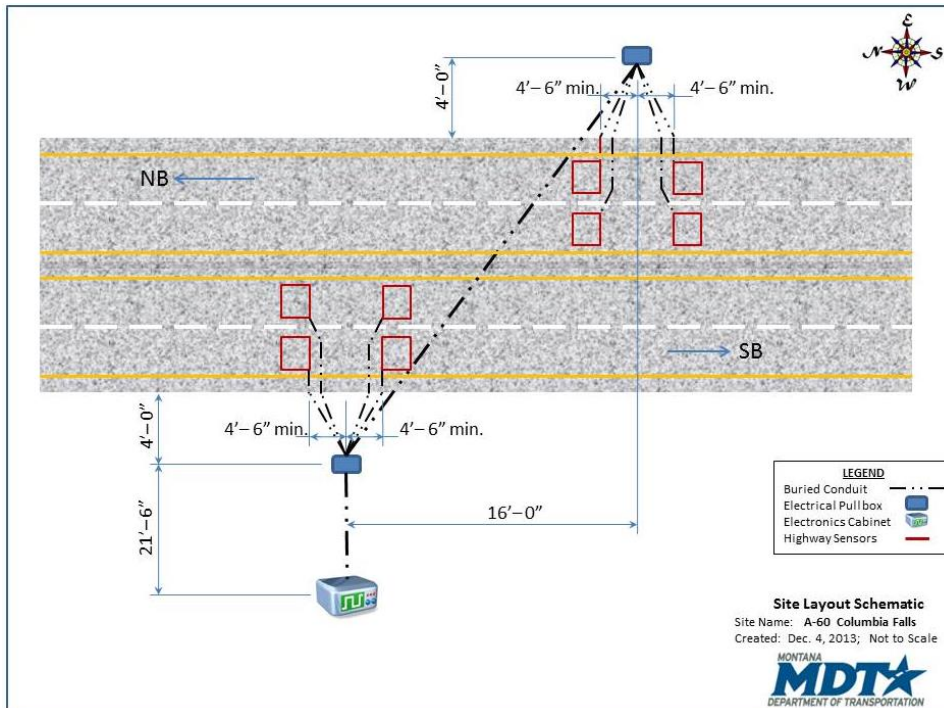 E
N
S
W
4’–0”
4’–6” min.
4’–6” min.
NB
SB
4’–0”
4’–6” min.
4’–6” min.
21’–6”
16’–0”
LEGEND
Buried Conduit
Electrical Pull box
Electronics Cabinet
Highway Sensors
Site Layout Schematic
Site Name: A-60 Columbia Falls
Created: Dec. 4, 2013; Not to Scale
MONTANA
MDT
DEPARTMENT OF TRANSPORTATION